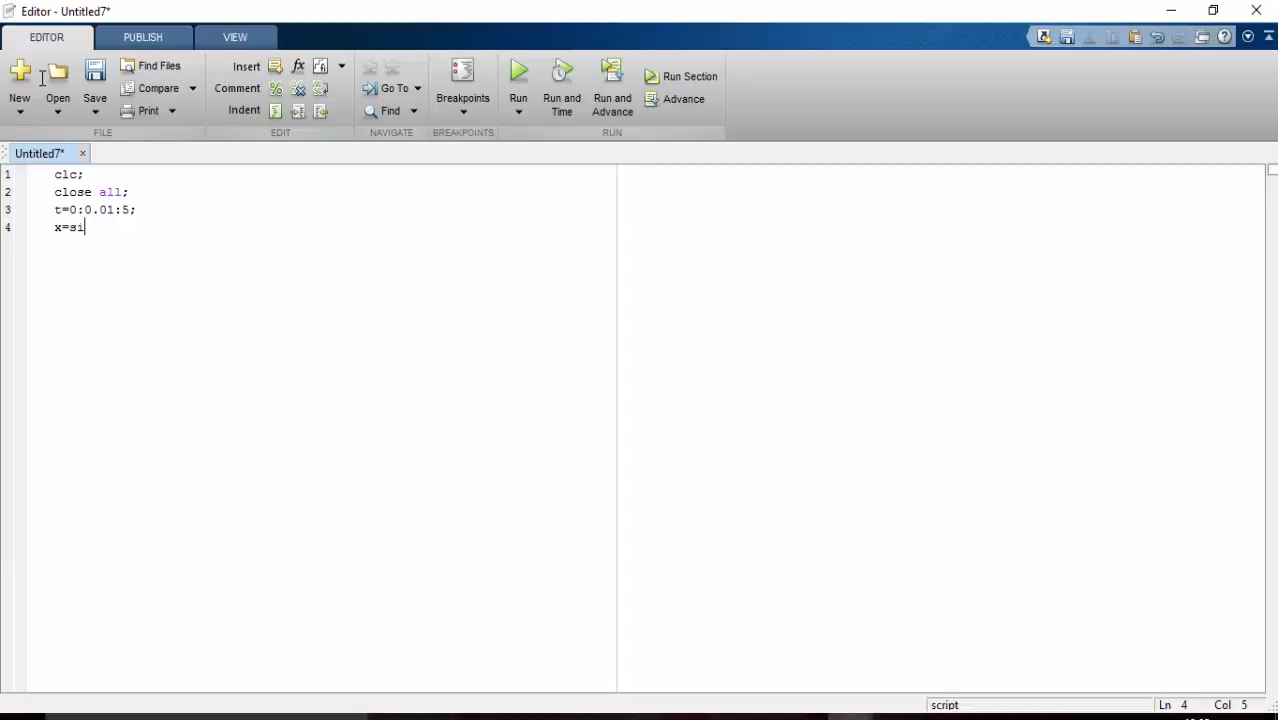 Editor - Untitled7*
EDITOR PUBLISH VIEW
New Open Save Find Files Compare Print
Insert fx
Comment
Indent
Go To
Find
Breakpoints
Run Run and Time Run and Advance
Run Section
Advance
FILE EDIT NAVIGATE BREAKPOINTS RUN
Untitled7*
1 clc;
2 close all;
3 t=0:0.01:5;
4 x=si
script Ln 4 Col 5